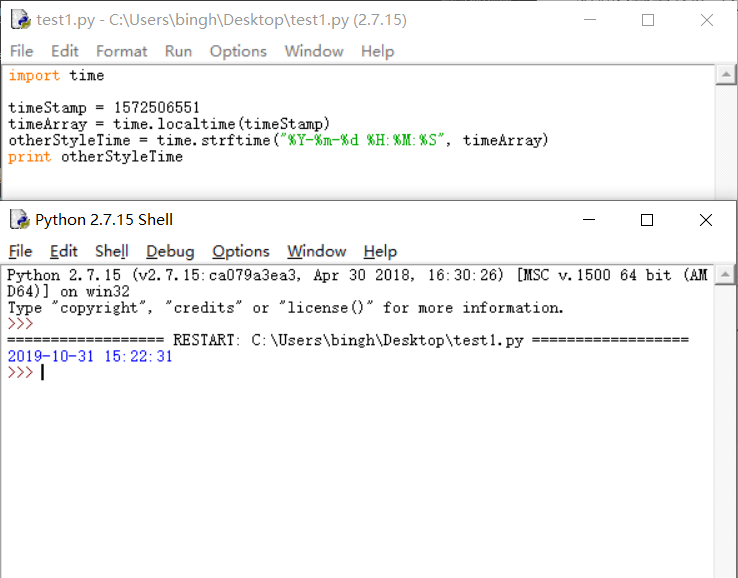 test1.py - C:\Users\bingh\Desktop\test1.py (2.7.15)
File Edit Format Run Options Window Help
import time
timeStamp = 1572506551
timeArray = time.localtime(timeStamp)
otherStyleTime = time.strftime("%Y-%m-%d %H:%M:%S", timeArray)
print otherStyleTime
Python 2.7.15 Shell
File Edit Shell Debug Options Window Help
Python 2.7.15 (v2.7.15:ca079a3ea3, Apr 30 2018, 16:30:26) [MSC v.1500 64 bit (AM
D64)] on win32
Type "copyright", "credits" or "license()" for more information.
>>>
=================== RESTART: C:\Users\bingh\Desktop\test1.py ==================
2019-10-31 15:22:31
>>>